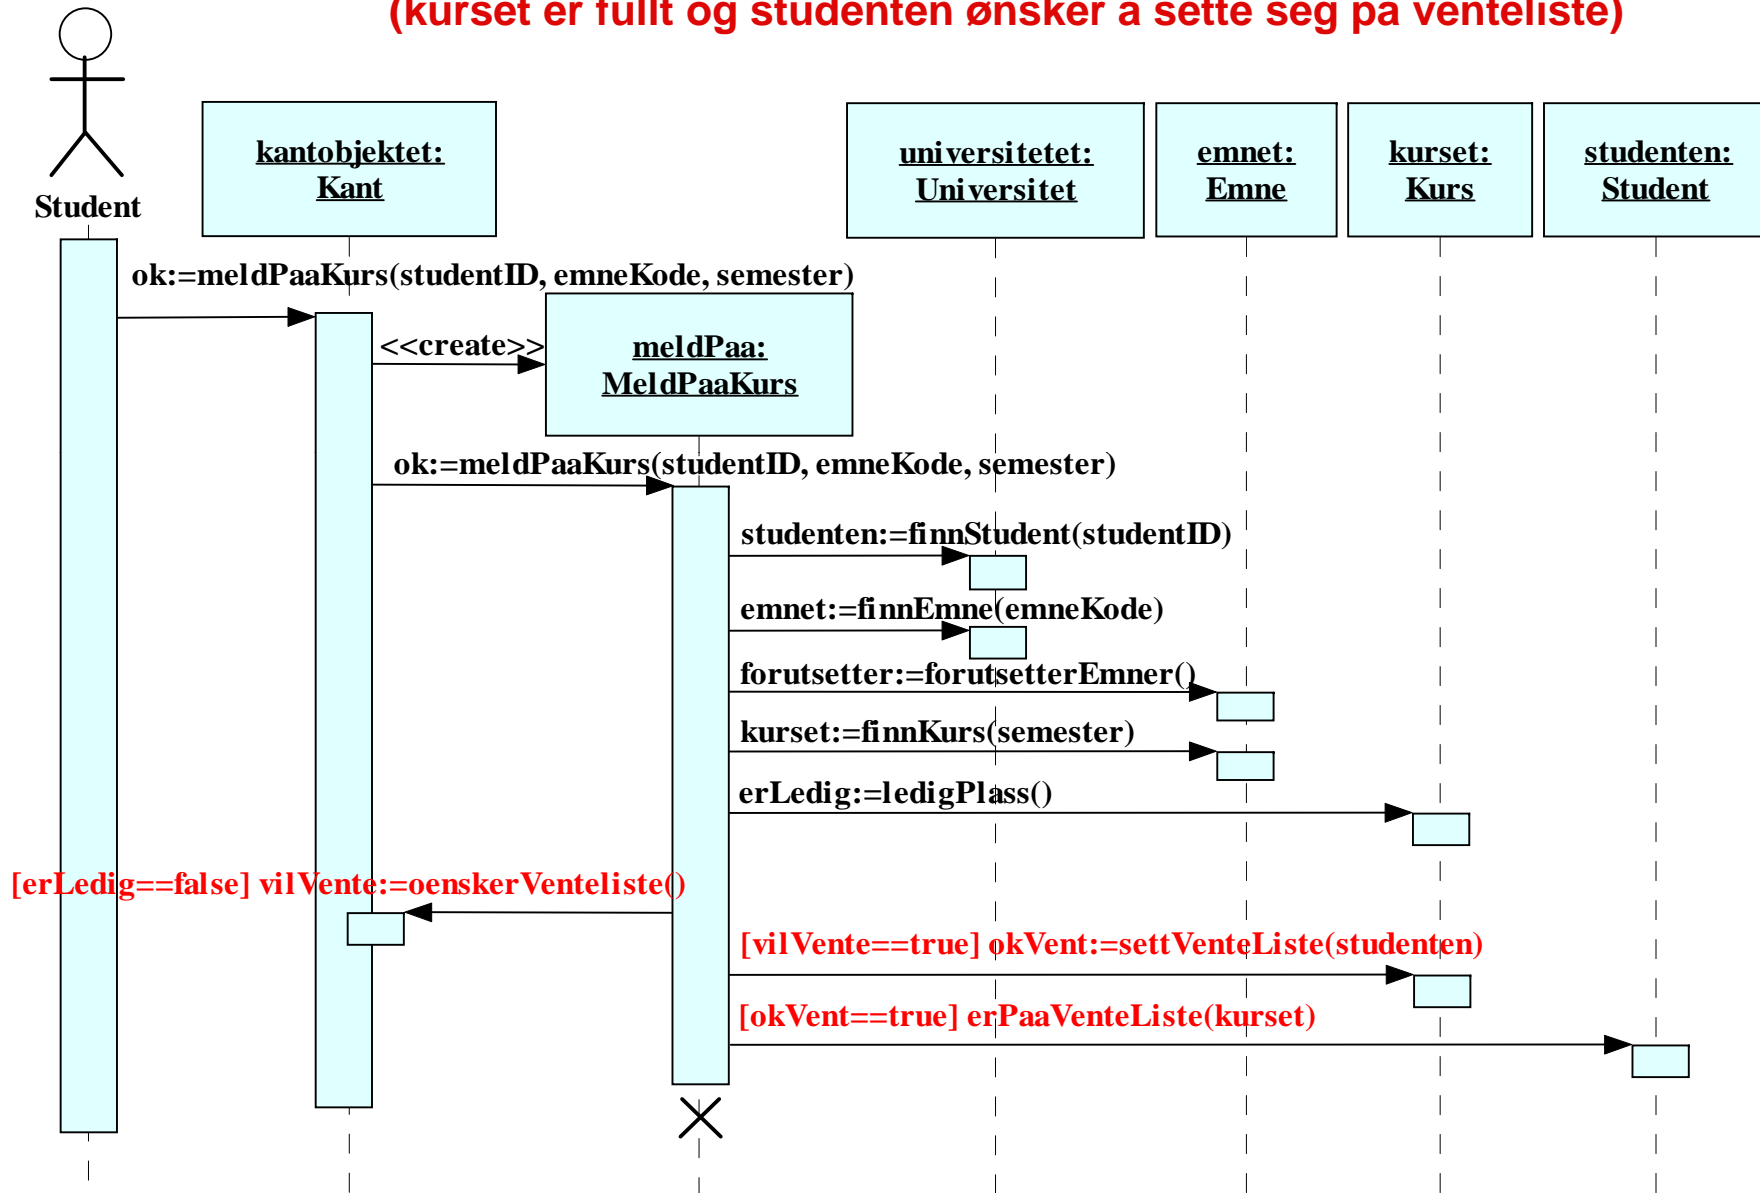 (kurset er fullt og studenten ønsker å sette seg på venteliste)
Student
kantobjektet:
Kant
universitetet:
Universitet
emnet:
Emne
kurset:
Kurs
studenten:
Student
ok:=meldPaaKurs(studentID, emneKode, semester)
<<create>>
meldPaa:
MeldPaaKurs
ok:=meldPaaKurs(studentID, emneKode, semester)
studenten:=finnStudent(studentID)
emnet:=finnEmne(emneKode)
forutsetter:=forutsetterEmner()
kurset:=finnKurs(semester)
erLedig:=ledigPlass()
[erLedig==false] vilVente:=oenskerVenteliste()
[vilVente==true] okVent:=settVenteListe(studenten)
[okVent==true] erPaaVenteListe(kurset)